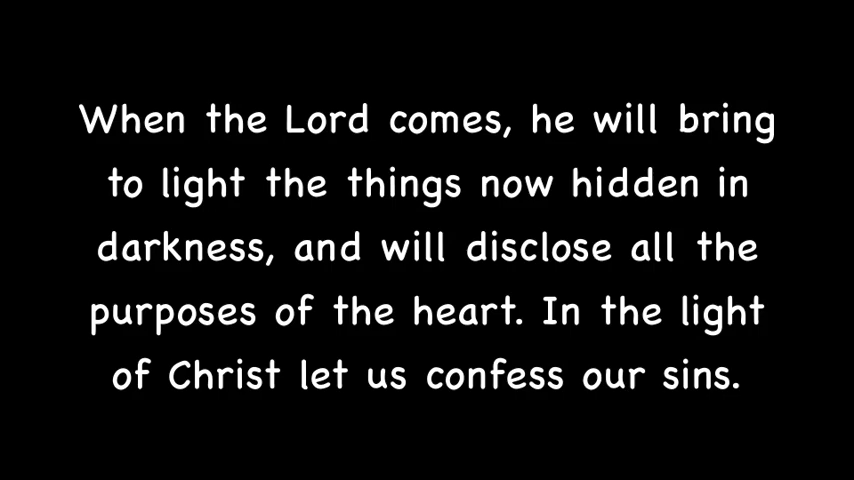 When the Lord comes, he will bring
to light the things now hidden in
darkness, and will disclose all the
purposes of the heart. In the light
of Christ let us confess our sins.